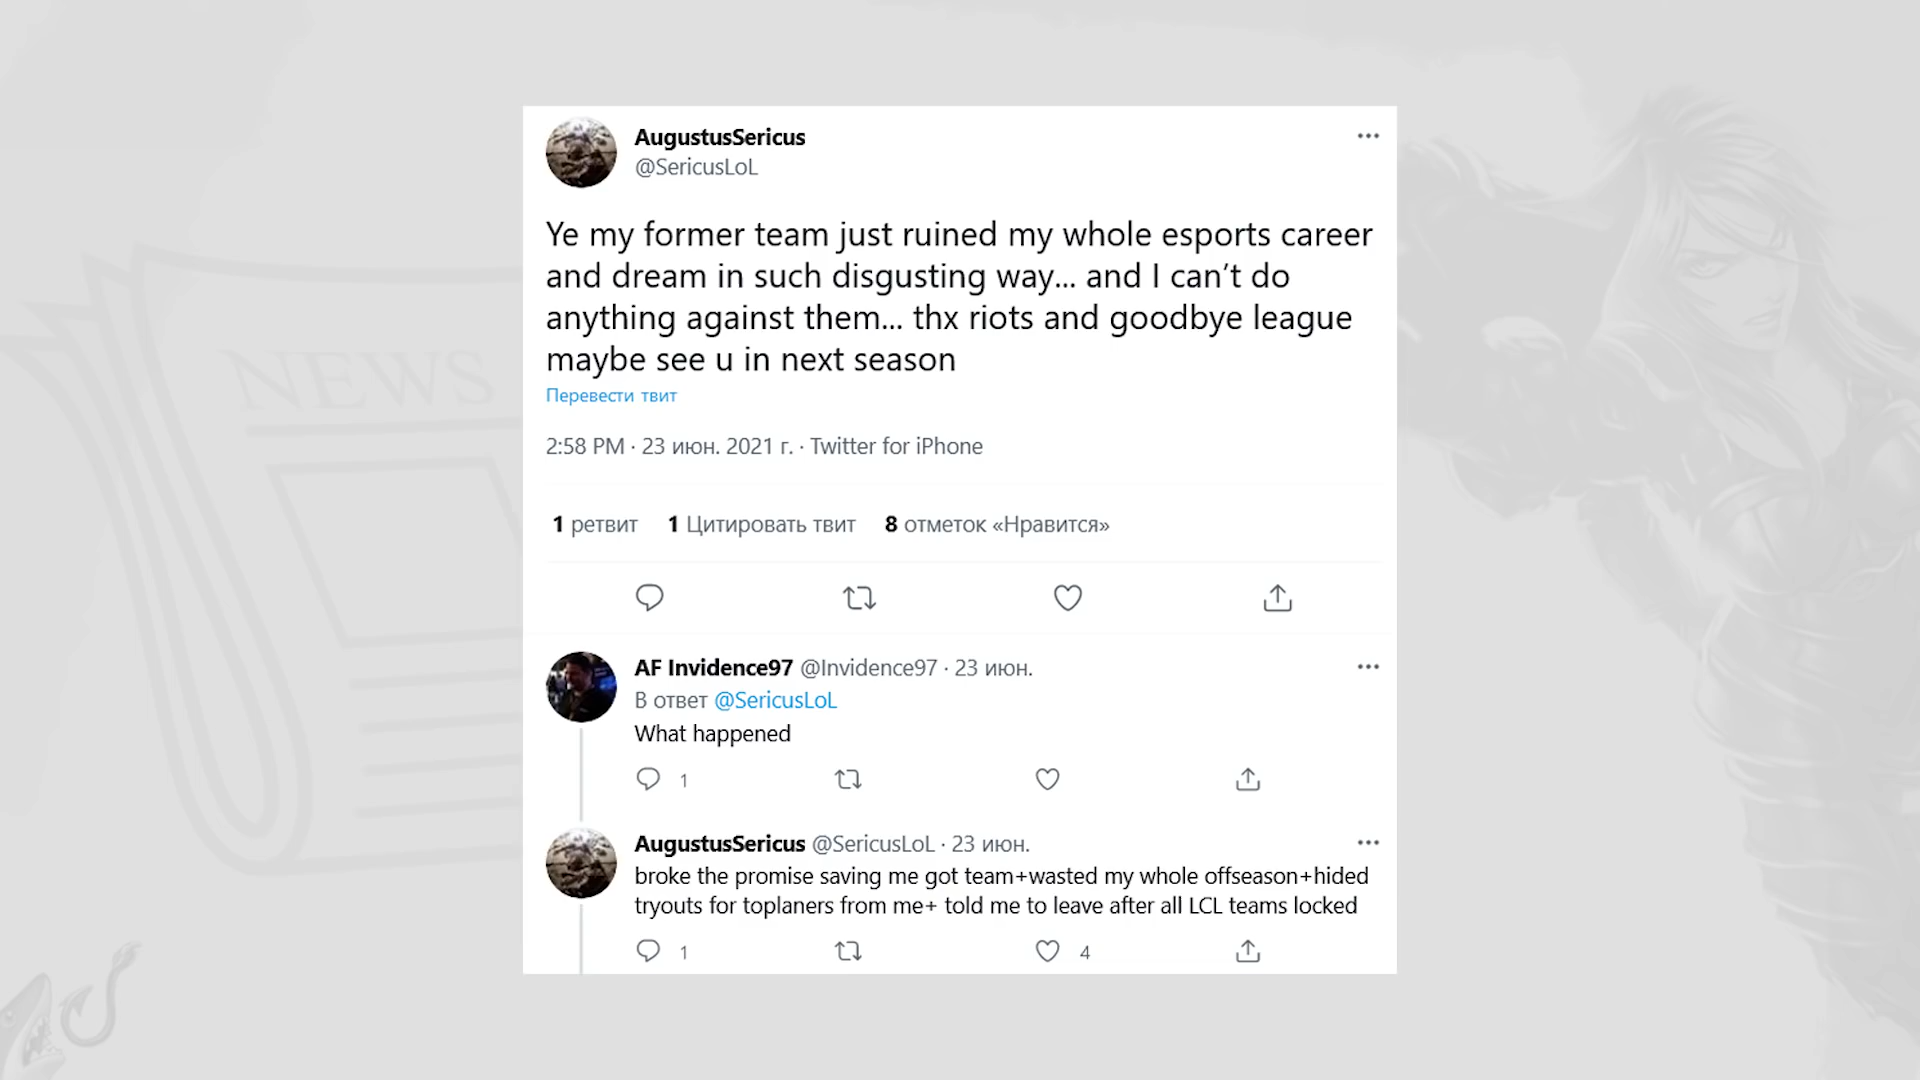 AugustusSericus
@SericusLoL
Ye my former team just ruined my whole esports career
and dream in such disgusting way... and I can’t do
anything against them... thx riots and goodbye league
maybe see u in next season
Перевести твит
2:58 PM · 23 июн. 2021 г. · Twitter for iPhone
1 ретвит 1 Цитировать твит 8 отметок «Нравится»
AF Invidence97 @Invidence97 · 23 июн.
В ответ @SericusLoL
What happened
1
AugustusSericus @SericusLoL · 23 июн.
broke the promise saving me got team+wasted my whole offseason+hided
tryouts for toplaners from me+ told me to leave after all LCL teams locked
1 4
NEWS